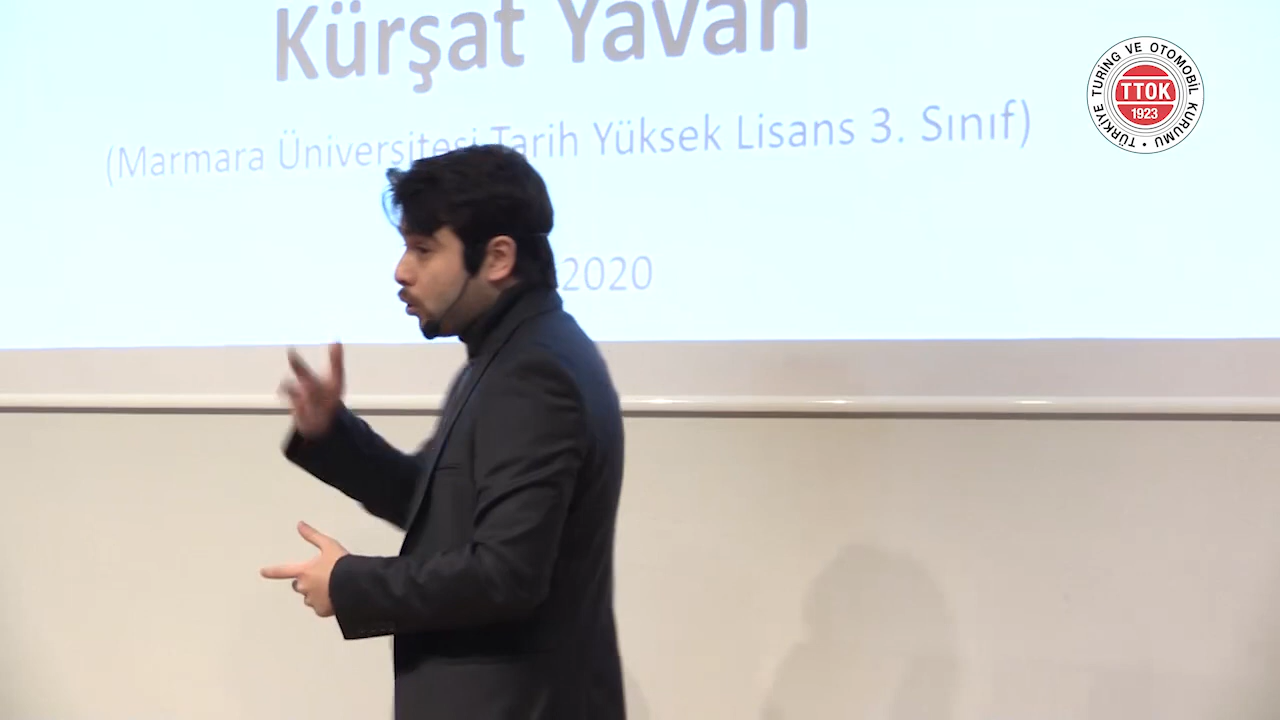 Kürşat Yavan
(Marmara Üniversitesi Tarih Yüksek Lisans 3. Sınıf)
2020
TÜRKİYE TURİNG VE OTOMOBİL KURUMU
TTOK
1923